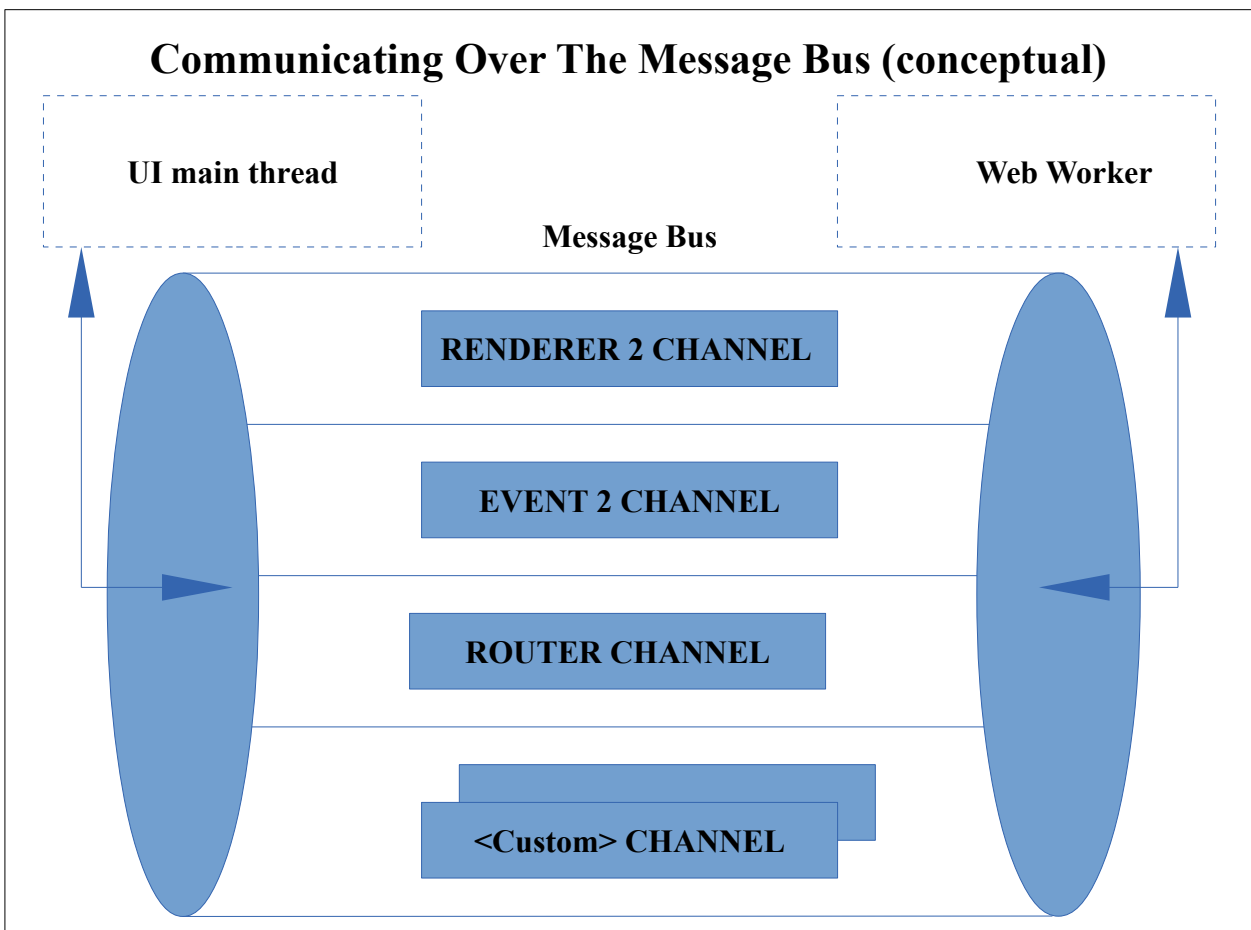 Communicating Over The Message Bus (conceptual)
UI main thread
Web Worker
Message Bus
RENDERER 2 CHANNEL
EVENT 2 CHANNEL
ROUTER CHANNEL
<Custom> CHANNEL